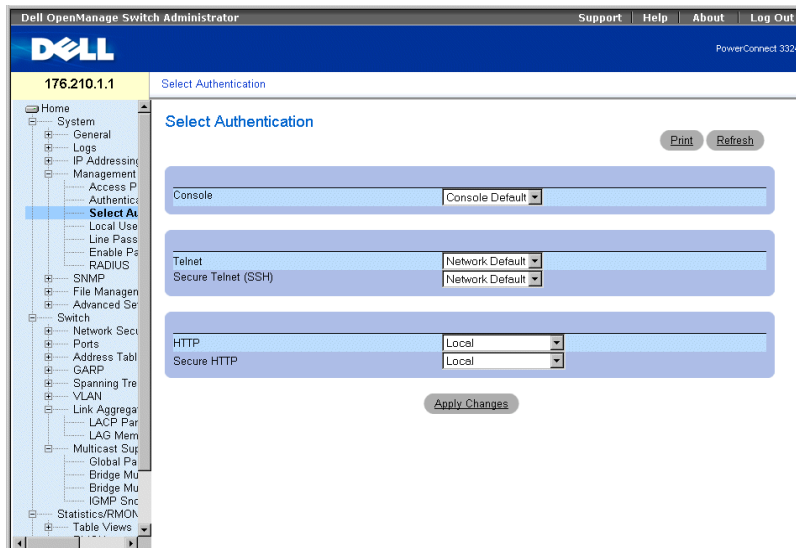 Dell OpenManage Switch Administrator
Support | Help | About | Log Out
DELL
PowerConnect 3324
176.210.1.1
Select Authentication
Home
System
General
Logs
IP Addressing
Management
Access P
Authentica
Select Au
Local Use
Line Pass
Enable Pa
RADIUS
SNMP
File Managen
Advanced Se
Switch
Network Secu
Ports
Address Tabl
GARP
Spanning Tre
VLAN
Link Aggrega
LACP Par
LAG Mem
Multicast Sup
Global Pa
Bridge Mu
Bridge Mu
IGMP Sno
Statistics/RMON
Table Views
Select Authentication
Print
Refresh
Console
Console Default
Telnet
Network Default
Secure Telnet (SSH)
Network Default
HTTP
Local
Secure HTTP
Local
Apply Changes